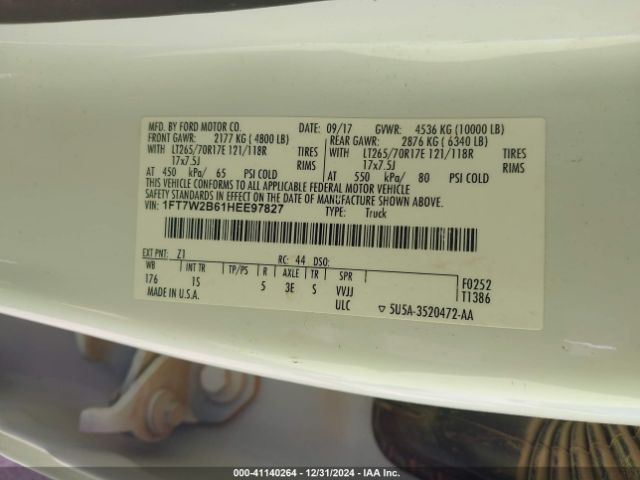 MFD. BY FORD MOTOR CO. DATE: 09/17 GVWR: 4536 KG (10000 LB)
FRONT GAWR: 2177 KG ( 4800 LB) REAR GAWR: 2876 KG ( 6340 LB)
WITH LT265/70R17E 121/118R TIRES WITH LT265/70R17E 121/118R TIRES
17x7.5J RIMS 17x7.5J RIMS
AT 450 kPa/ 65 PSI COLD AT 550 kPa/ 80 PSI COLD
THIS VEHICLE CONFORMS TO ALL APPLICABLE FEDERAL MOTOR VEHICLE
SAFETY STANDARDS IN EFFECT ON THE DATE OF MANUFACTURE SHOWN ABOVE.
VIN: 1FT7W2B61HEE97827 TYPE: Truck
EXT PNT: Z1 RC: 44 DSO:
WB INT TR TP/PS R AXLE TR SPR F0252
176 1S 5 3E S VVJJ T1386
MADE IN U.S.A. ULC 5U5A-3520472-AA
000-41140264 - 12/31/2024 - IAA Inc.